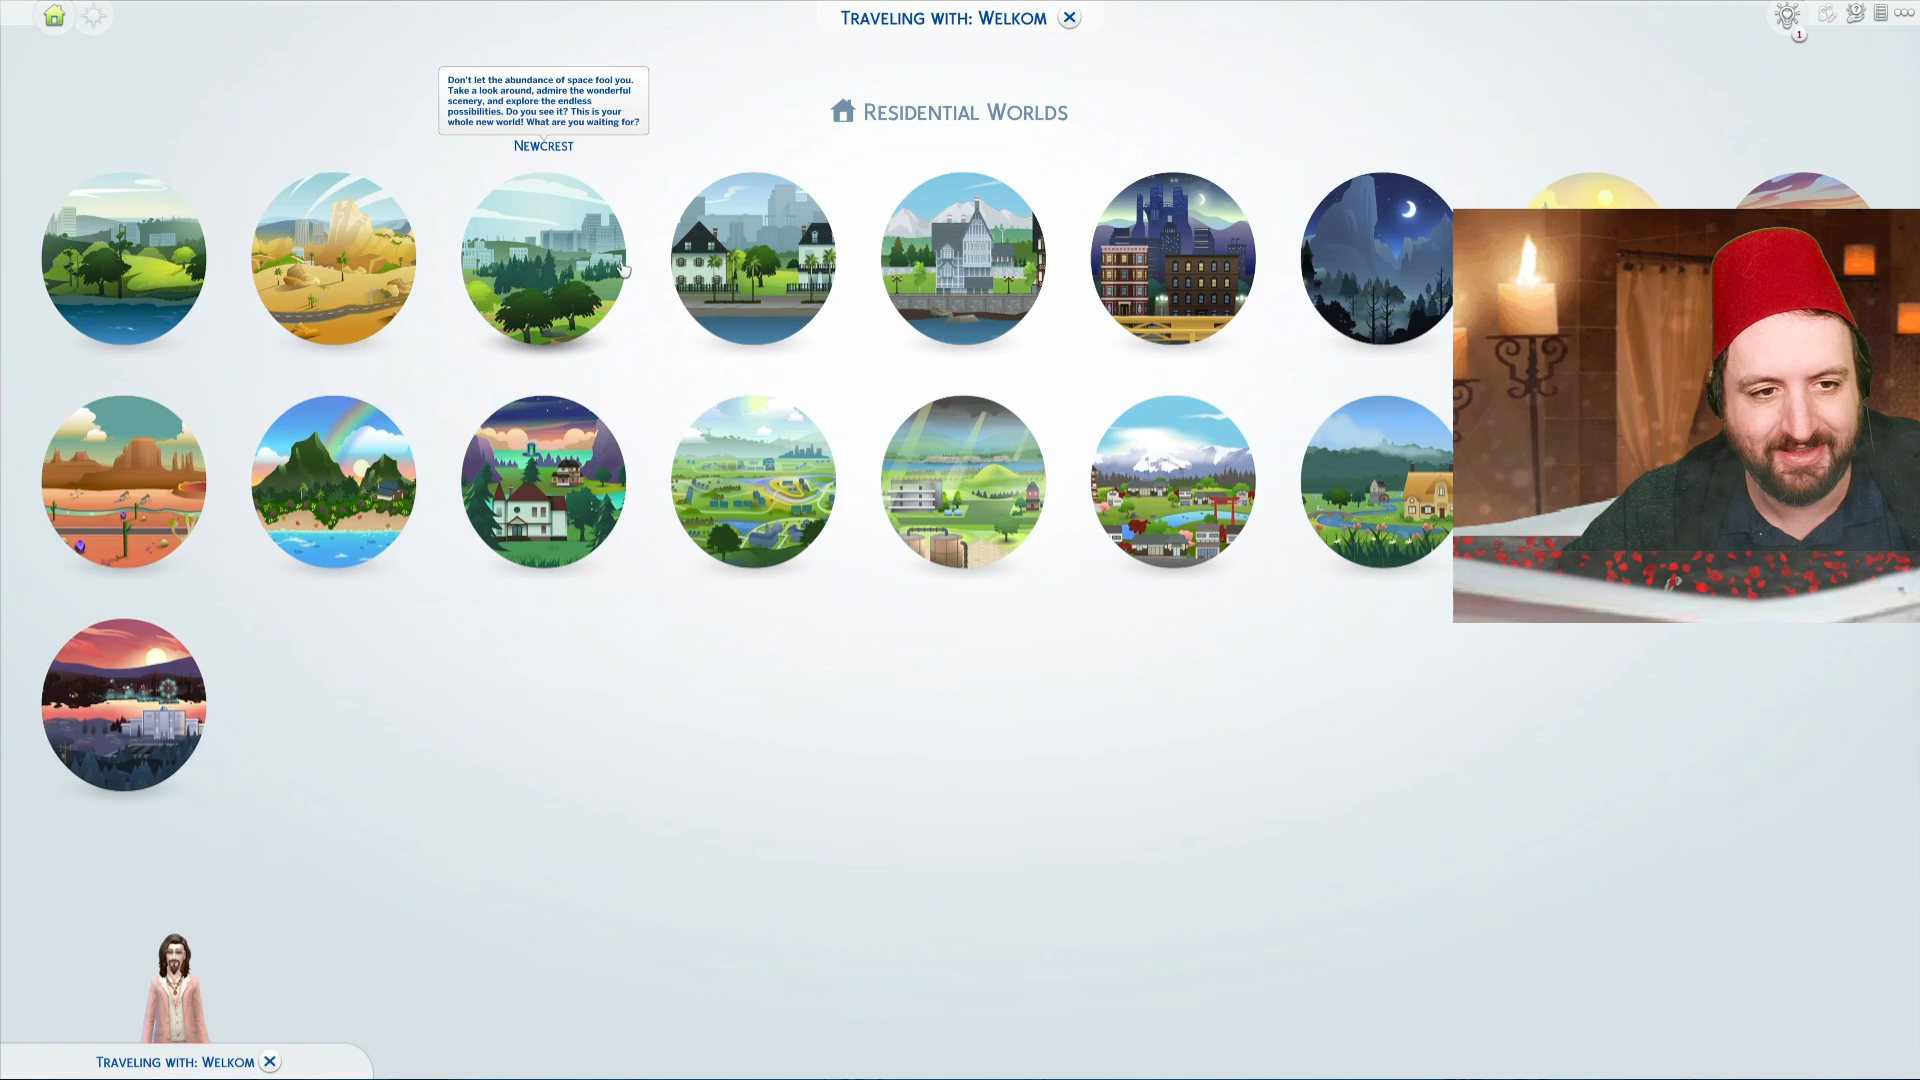 Traveling with: Welkom
1
Don't let the abundance of space fool you.
Take a look around, admire the wonderful
scenery, and explore the endless
possibilities. Do you see it? This is your
whole new world! What are you waiting for?
Newcrest
Residential Worlds
Traveling with: Welkom